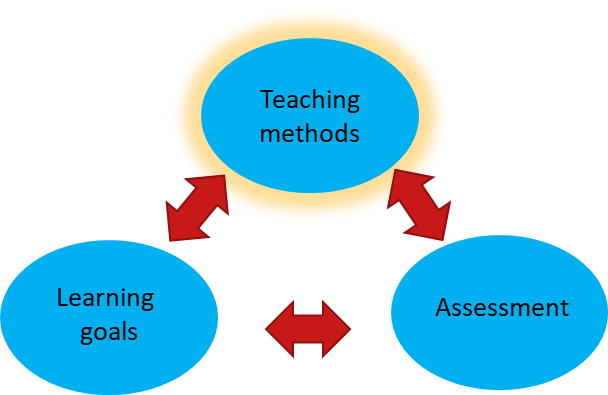 Teaching
methods
Learning
goals
Assessment